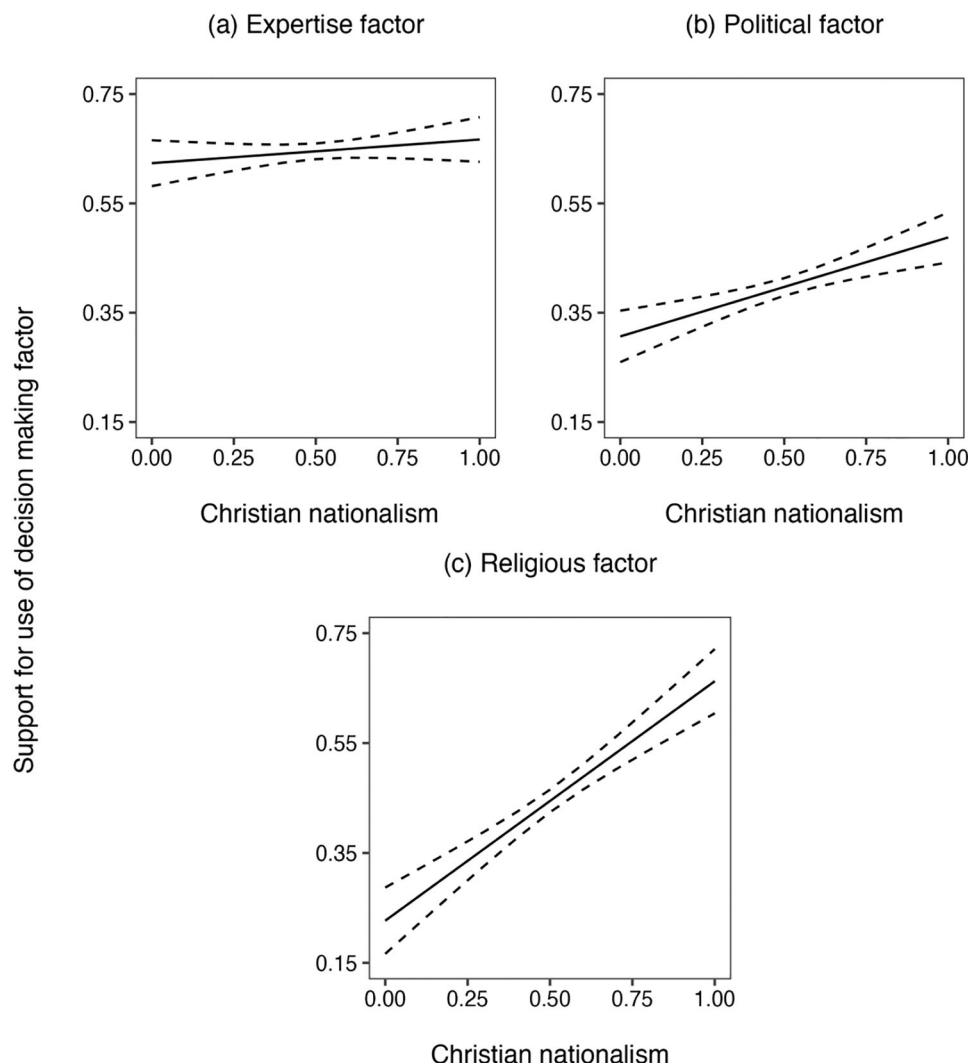 (a) Expertise factor
(b) Political factor
0.75
0.55
0.35
0.15
0.00 0.25 0.50 0.75 1.00
Christian nationalism
0.75
0.55
0.35
0.15
0.00 0.25 0.50 0.75 1.00
Christian nationalism
Support for use of decision making factor
(c) Religious factor
0.75
0.55
0.35
0.15
0.00 0.25 0.50 0.75 1.00
Christian nationalism